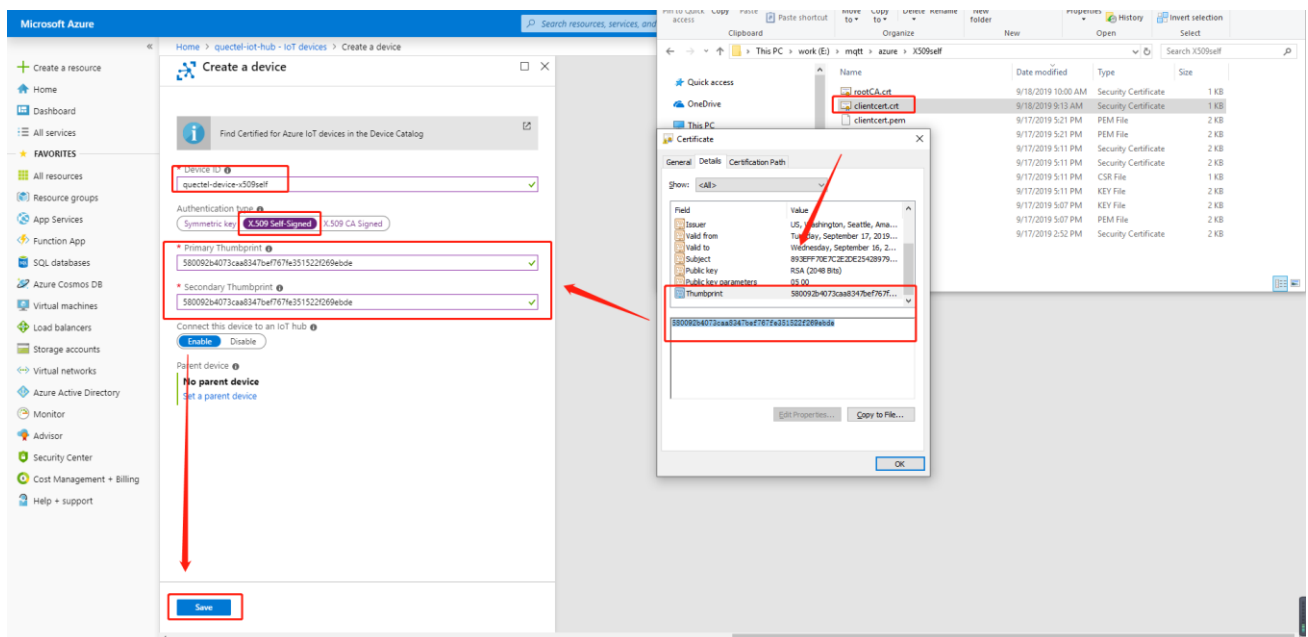 Microsoft Azure
Search resources, services, and
«
Create a resource
Home
Dashboard
All services
FAVORITES
All resources
Resource groups
App Services
Function App
SQL databases
Azure Cosmos DB
Virtual machines
Load balancers
Storage accounts
Virtual networks
Azure Active Directory
Monitor
Advisor
Security Center
Cost Management + Billing
Help + support
Home > quectel-iot-hub - IoT devices > Create a device
Create a device
Find Certified for Azure IoT devices in the Device Catalog
* Device ID
quectel-device-x509self
Authentication type
Symmetric key X.509 Self-Signed X.509 CA Signed
* Primary Thumbprint
580092b4073caa8347bef767fe351522f269ebde
* Secondary Thumbprint
580092b4073caa8347bef767fe351522f269ebde
Connect this device to an IoT hub
Enable Disable
Parent device
No parent device
Set a parent device
Save
Pin to Quick access Copy Paste Paste shortcut Move to Copy to Delete Rename New folder Properties History Invert selection
Clipboard Organize New Open Select
This PC > work (E:) > mqtt > azure > X509self
Search X509self
Quick access
OneDrive
This PC
Name Date modified Type Size
rootCA.crt 9/18/2019 10:00 AM Security Certificate 1 KB
clientcert.crt 9/18/2019 9:13 AM Security Certificate 1 KB
clientcert.pem 9/17/2019 5:21 PM PEM File 2 KB
9/17/2019 5:21 PM PEM File 2 KB
9/17/2019 5:11 PM Security Certificate 2 KB
9/17/2019 5:11 PM Security Certificate 2 KB
9/17/2019 5:11 PM CSR File 1 KB
9/17/2019 5:11 PM KEY File 2 KB
9/17/2019 5:07 PM KEY File 2 KB
9/17/2019 5:07 PM PEM File 2 KB
9/17/2019 2:52 PM Security Certificate 2 KB
Certificate
General Details Certification Path
Show: <All>
Field Value
Issuer US, Washington, Seattle, Ama...
Valid from Tuesday, September 17, 2019...
Valid to Wednesday, September 16, 2...
Subject 893EFF70E7C2E2DE25428979...
Public key RSA (2048 Bits)
Public key parameters 05 00
Thumbprint 580092b4073caa8347bef767f...
580092b4073caa8347bef767fe351522f269ebde
Edit Properties... Copy to File...
OK